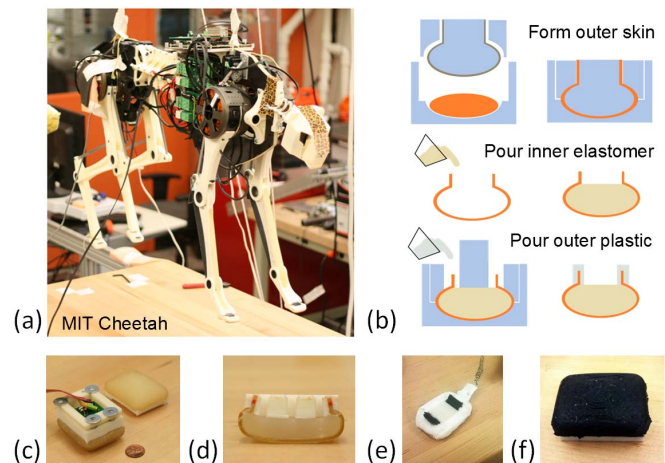 Form outer skin
Pour inner elastomer
Pour outer plastic
(a)
MIT Cheetah
(b)
(c)
(d)
(e)
(f)